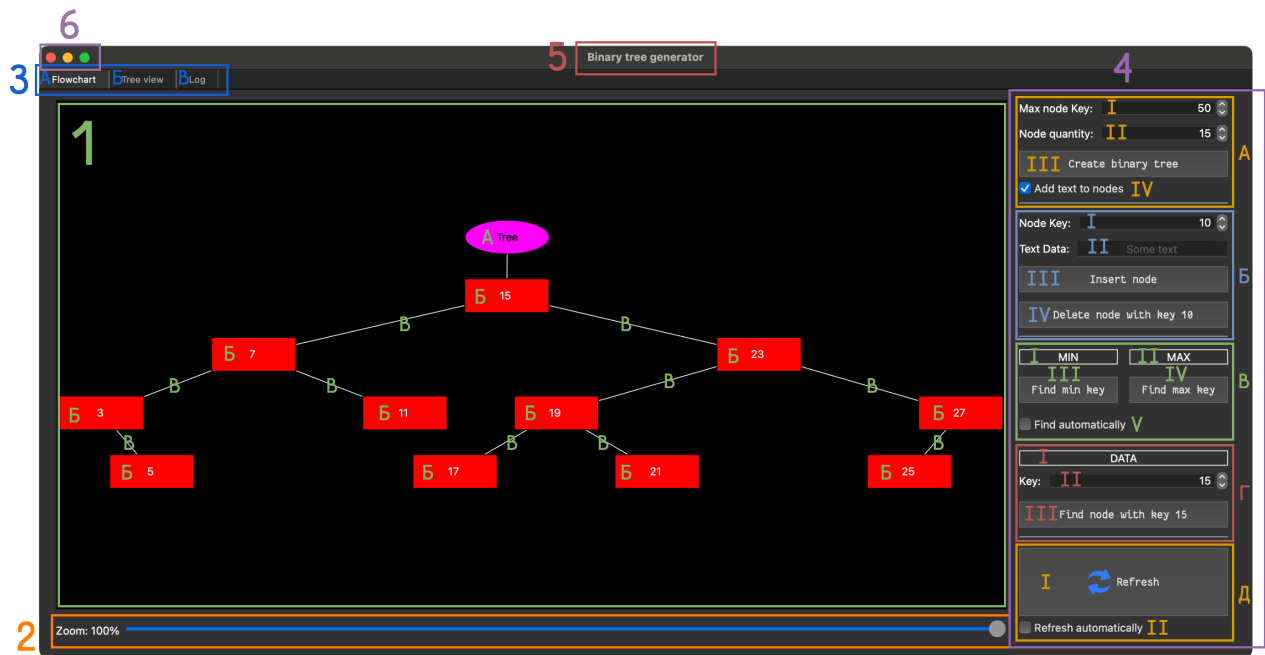 6
5 Binary tree generator
3 А Flowchart Б Tree view В Log
4
1
А Tree
Б 15
В В
Б 7 Б 23
В В В В
Б 3 Б 11 Б 19 Б 27
В В В В
Б 5 Б 17 Б 21 Б 25
2 Zoom: 100%
Max node Key: I 50
Node quantity: II 15
А
III Create binary tree
Add text to nodes IV
Node Key: I 10
Text Data: II Some text
III Insert node
Б
IV Delete node with key 10
I MIN II MAX
III IV
Find min key Find max key
В
Find automatically V
I DATA
Key: II 15
Г
III Find node with key 15
I Refresh
Д
Refresh automatically II